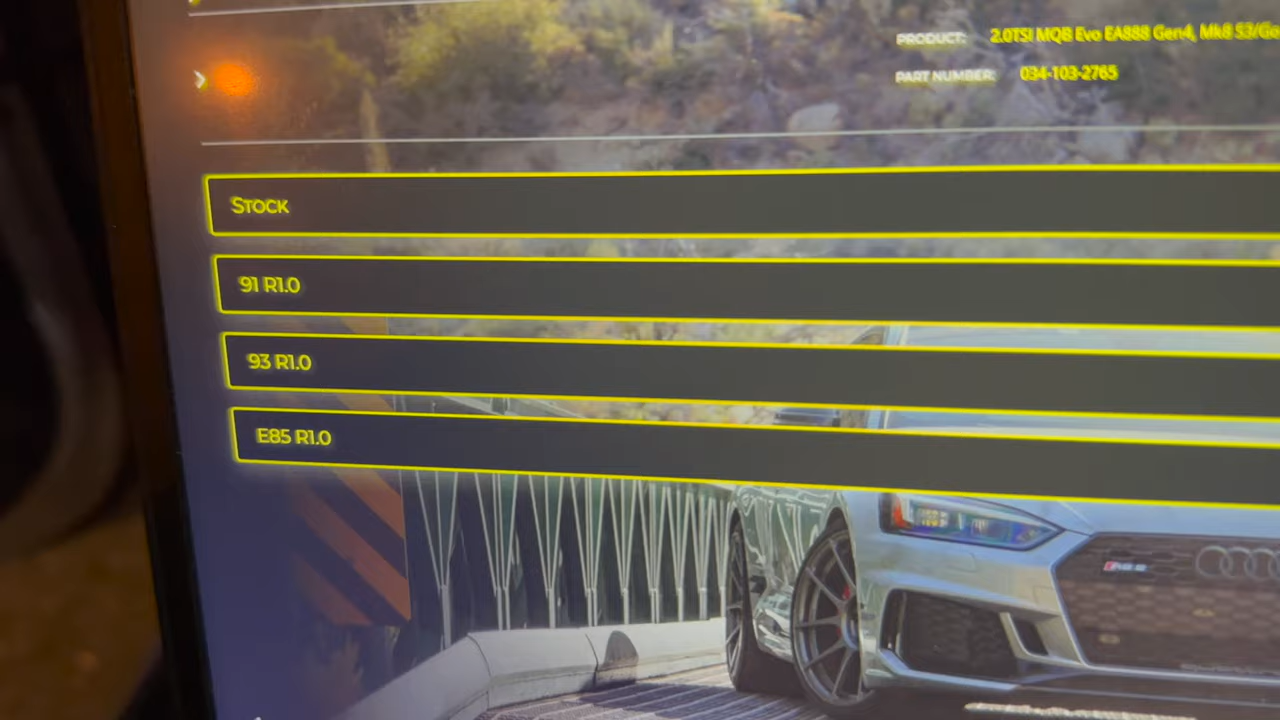 PRODUCT: 2.0TSI MQB Evo EA888 Gen4, Mk8 S3/Go
PART NUMBER: 034-103-2765
STOCK
91 R1.0
93 R1.0
E85 R1.0